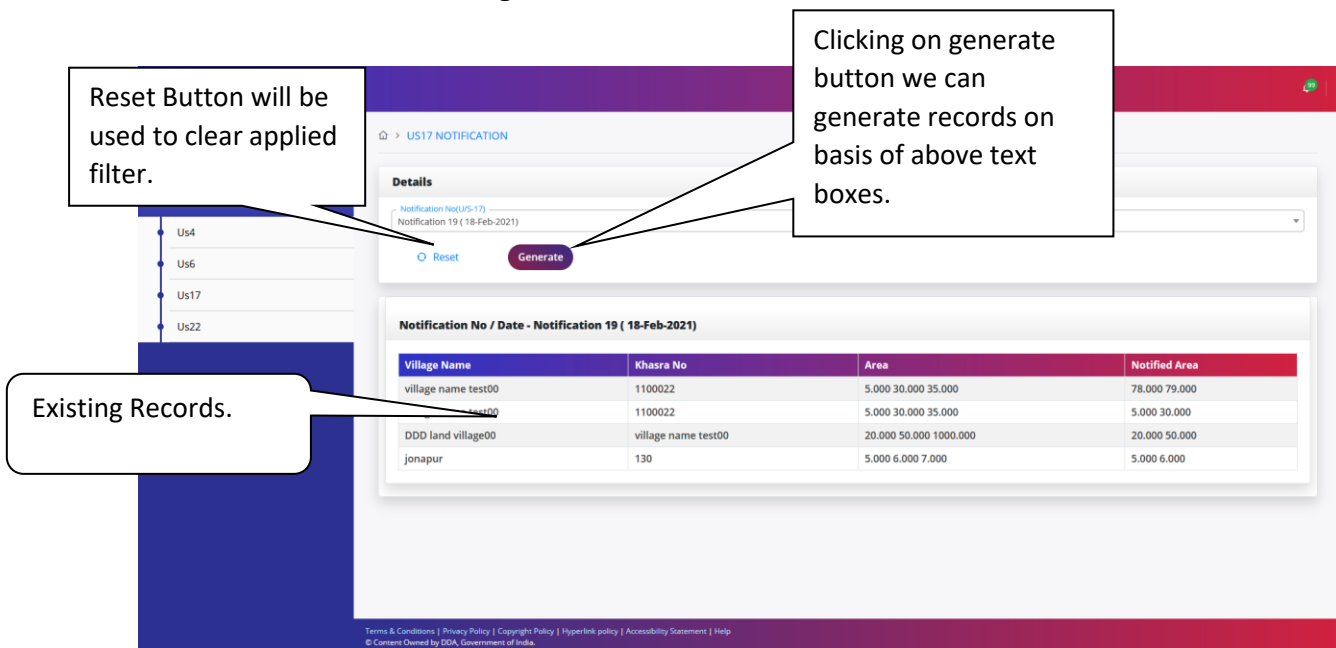 Clicking on generate
button we can
generate records on
basis of above text
boxes.
Reset Button will be
used to clear applied
filter.
US17 NOTIFICATION
Details
Notification No(U/S-17)
Notification 19 ( 18-Feb-2021)
Reset
Generate
Us4
Us6
Us17
Us22
Notification No / Date - Notification 19 ( 18-Feb-2021)
Village Name Khasra No Area Notified Area
village name test00 1100022 5.000 30.000 35.000 78.000 79.000
test00 1100022 5.000 30.000 35.000 5.000 30.000
DDD land village00 village name test00 20.000 50.000 1000.000 20.000 50.000
jonapur 130 5.000 6.000 7.000 5.000 6.000
Existing Records.
Terms & Conditions | Privacy Policy | Copyright Policy | Hyperlink policy | Accessibility Statement | Help
© Content Owned by DDA, Government of India.